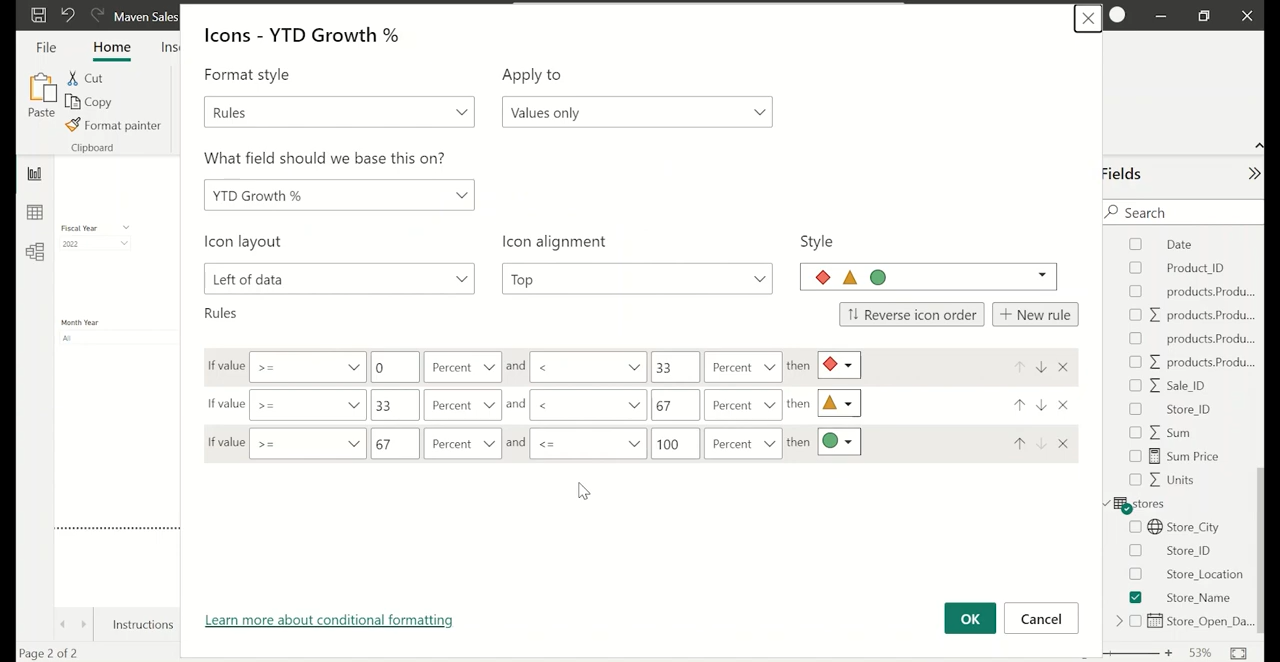 Maven Sales
File Home Ins
Paste
Cut
Copy
Format painter
Clipboard
Fiscal Year
2022
Month Year
All
Instructions
Page 2 of 2
Icons - YTD Growth %
Format style
Apply to
Rules
Values only
What field should we base this on?
YTD Growth %
Icon layout
Icon alignment
Style
Left of data
Top
Rules
Reverse icon order
New rule
If value >= 0 Percent and < 33 Percent then
If value >= 33 Percent and < 67 Percent then
If value >= 67 Percent and <= 100 Percent then
Learn more about conditional formatting
OK
Cancel
Fields
Search
Date
Product_ID
products.Produ...
products.Produ...
products.Produ...
products.Produ...
Sale_ID
Store_ID
Sum
Sum Price
Units
stores
Store_City
Store_ID
Store_Location
Store_Name
Store_Open_Da...
53%